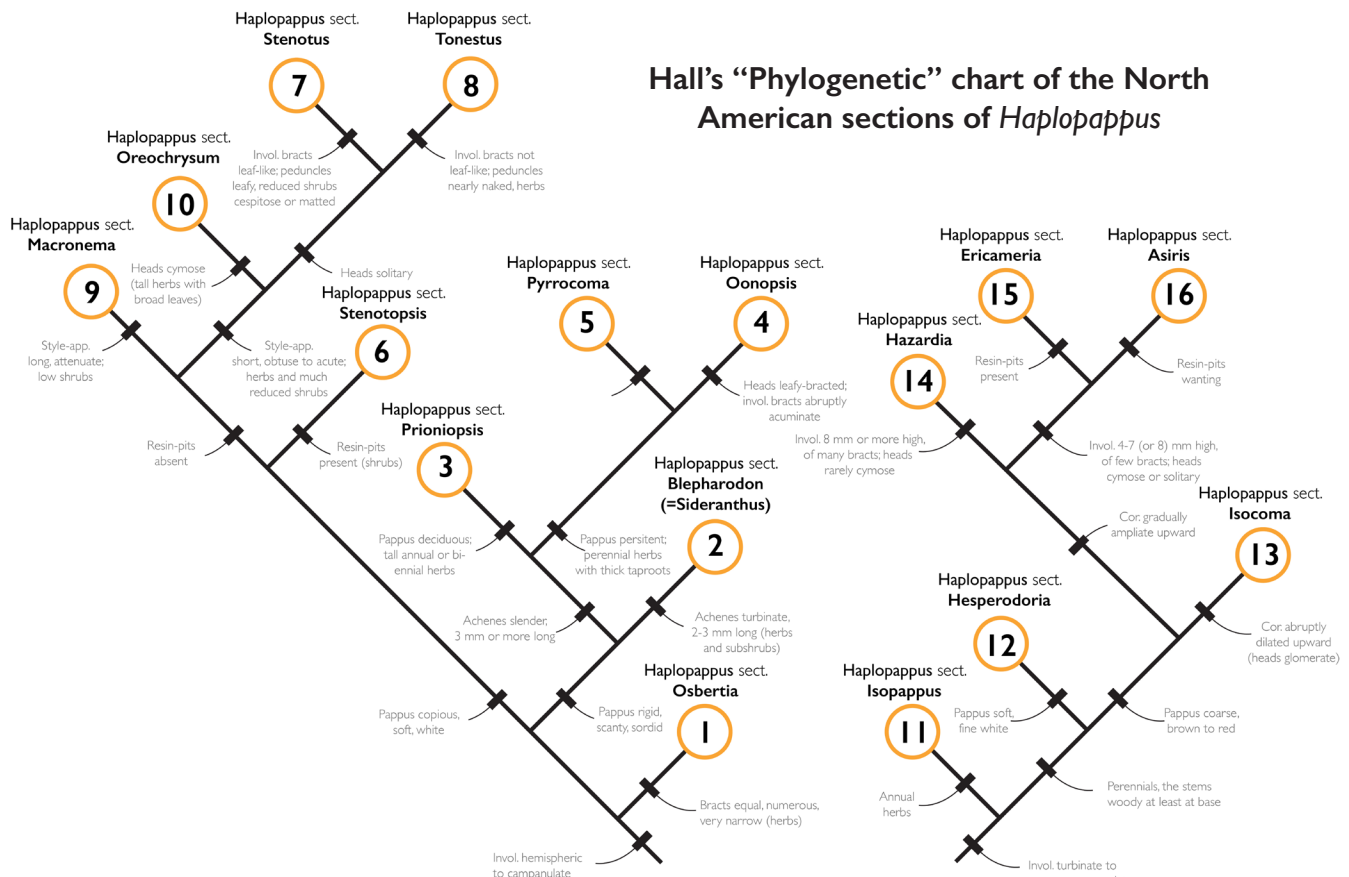 Hall’s “Phylogenetic” chart of the North
American sections of Haplopappus
Haplopappus sect.
Stenotus
7
Haplopappus sect.
Tonestus
8
Invol. bracts
leaf-like; peduncles
leafy, reduced shrubs
cespitose or matted
Invol. bracts not
leaf-like; peduncles
nearly naked, herbs
Haplopappus sect.
Oreochrysum
10
Heads cymose
(tall herbs with
broad leaves)
Heads solitary
Haplopappus sect.
Macronema
9
Style-app.
long, attenuate;
low shrubs
Style-app.
short, obtuse to acute;
herbs and much
reduced shrubs
Haplopappus sect.
Stenotopsis
6
Resin-pits
absent
Resin-pits
present (shrubs)
Haplopappus sect.
Pyrrocoma
5
Haplopappus sect.
Oonopsis
4
Heads leafy-bracted;
invol. bracts abruptly
acuminate
Haplopappus sect.
Prioniopsis
3
Pappus deciduous;
tall annual or bi-
ennial herbs
Pappus persitent;
perennial herbs
with thick taproots
Haplopappus sect.
Blepharodon
(=Sideranthus)
2
Achenes slender,
3 mm or more long
Achenes turbinate,
2-3 mm long (herbs
and subshrubs)
Pappus copious,
soft, white
Pappus rigid,
scanty, sordid
Haplopappus sect.
Osbertia
1
Bracts equal, numerous,
very narrow (herbs)
Invol. hemispheric
to campanulate
Haplopappus sect.
Ericameria
15
Haplopappus sect.
Asiris
16
Resin-pits
present
Resin-pits
wanting
Haplopappus sect.
Hazardia
14
Invol. 8 mm or more high,
of many bracts; heads
rarely cymose
Invol. 4-7 (or 8) mm high,
of few bracts; heads
cymose or solitary
Cor. gradually
ampliate upward
Haplopappus sect.
Isocoma
13
Cor. abruptly
dilated upward
(heads glomerate)
Haplopappus sect.
Hesperodoria
12
Pappus soft,
fine white
Pappus coarse,
brown to red
Haplopappus sect.
Isopappus
11
Annual
herbs
Perennials, the stems
woody at least at base
Invol. turbinate to